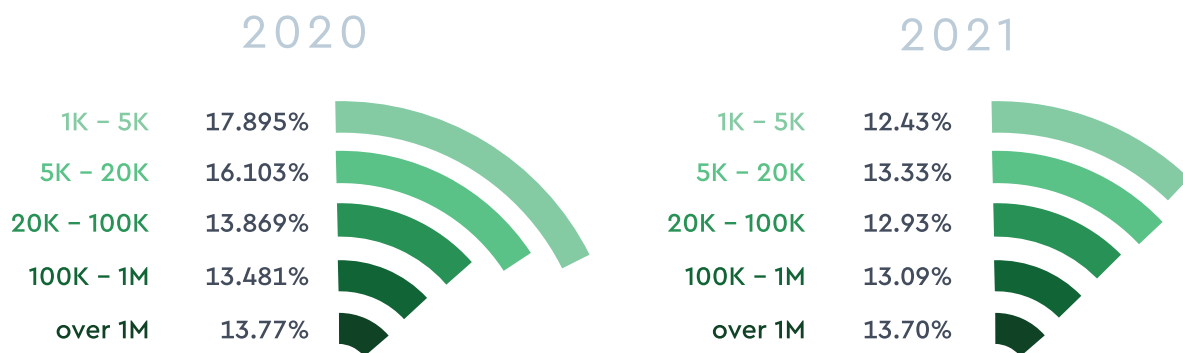 2020
1K – 5K 17.895%
5K – 20K 16.103%
20K – 100K 13.869%
100K – 1M 13.481%
over 1M 13.77%
2021
1K – 5K 12.43%
5K – 20K 13.33%
20K – 100K 12.93%
100K – 1M 13.09%
over 1M 13.70%